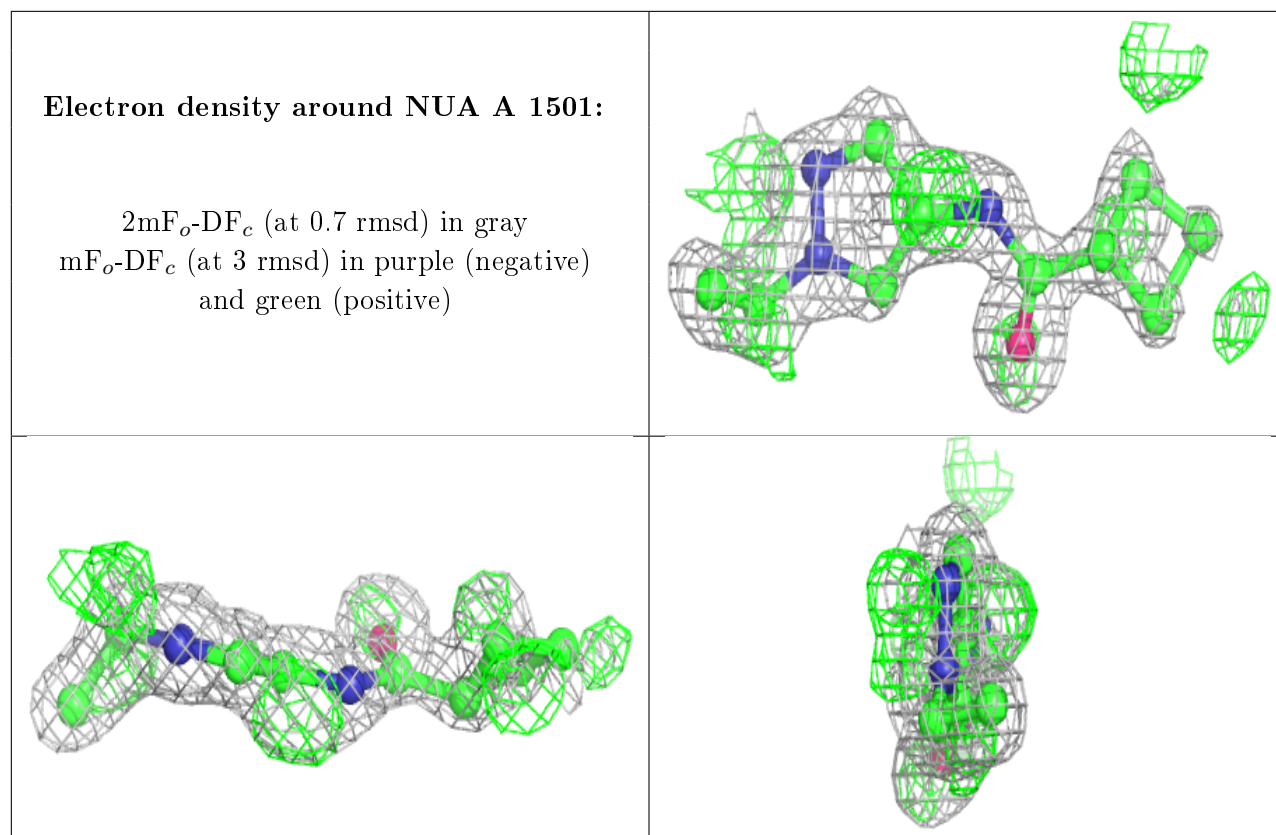 Electron density around NUA A 1501:
2mFₒ-DF𝒸 (at 0.7 rmsd) in gray
mFₒ-DF𝒸 (at 3 rmsd) in purple (negative)
and green (positive)